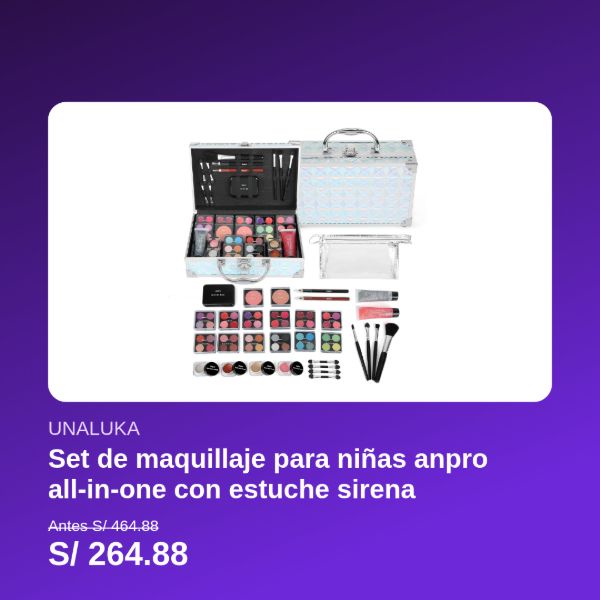 UNALUKA
Set de maquillaje para niñas anpro
all-in-one con estuche sirena
Antes S/ 464.88
S/ 264.88